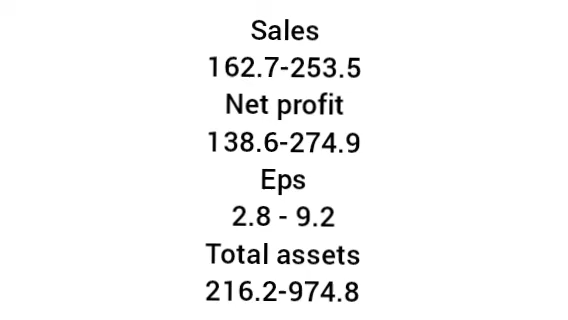 Sales
162.7-253.5
Net profit
138.6-274.9
Eps
2.8 - 9.2
Total assets
216.2-974.8